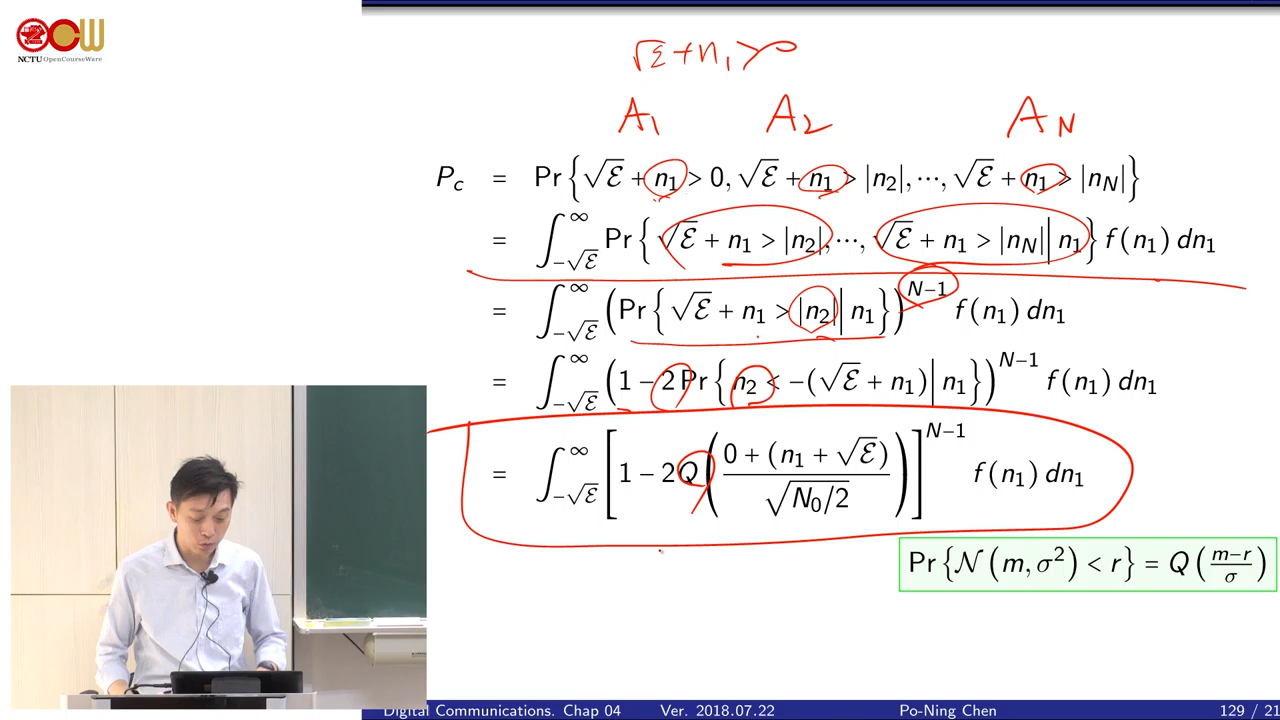 NCTU OpenCourseWare
√ℰ + n₁ > 0
A₁ A₂ A_N
P_c = Pr{√ℰ + n₁ > 0, √ℰ + n₁ > |n₂|, ⋯, √ℰ + n₁ > |n_N|}
= ∫_{-√ℰ}^{∞} Pr{√ℰ + n₁ > |n₂|, ⋯, √ℰ + n₁ > |n_N| | n₁} f(n₁) dn₁
= ∫_{-√ℰ}^{∞} (Pr{√ℰ + n₁ > |n₂| | n₁})^{N−1} f(n₁) dn₁
= ∫_{-√ℰ}^{∞} (1 − 2Pr{n₂ < −(√ℰ + n₁) | n₁})^{N−1} f(n₁) dn₁
= ∫_{-√ℰ}^{∞} [1 − 2Q((0 + (n₁ + √ℰ))/√(N₀/2))]^{N−1} f(n₁) dn₁
Pr{𝒩(m, σ²) < r} = Q((m−r)/σ)
Digital Communications. Chap 04 Ver. 2018.07.22 Po-Ning Chen 129 / 21